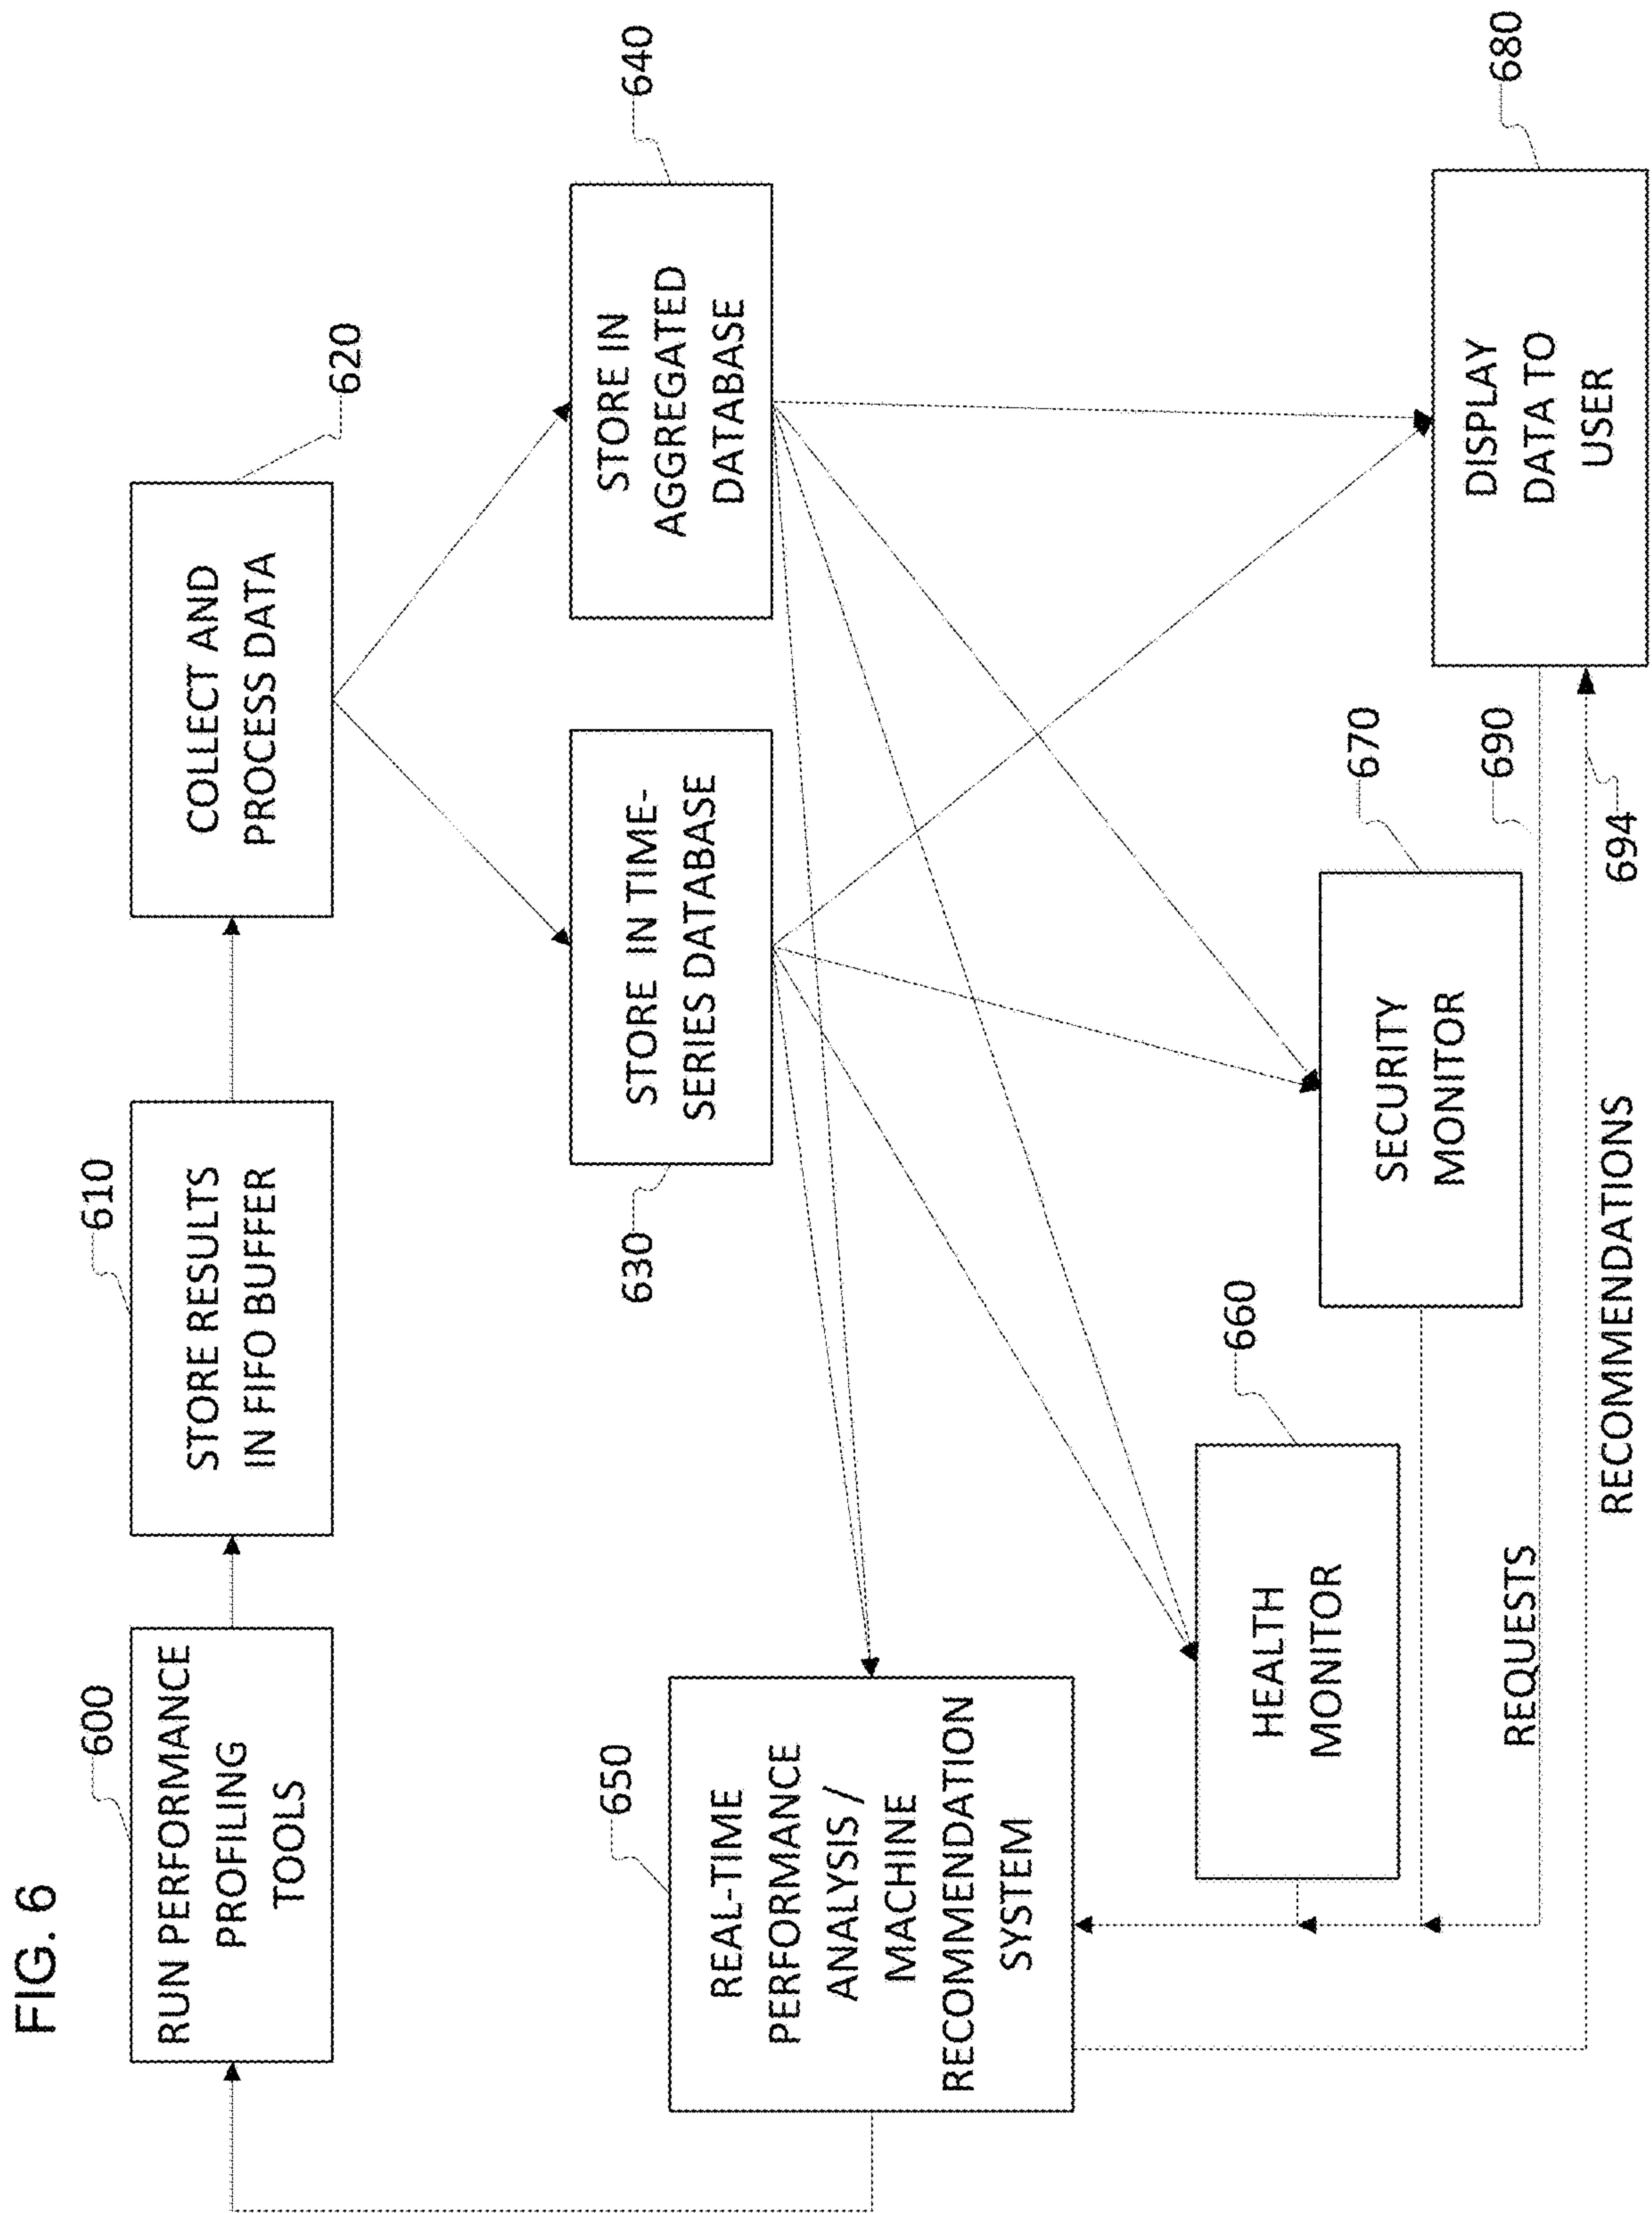 FIG. 6
600
RUN PERFORMANCE
PROFILING
TOOLS
610
STORE RESULTS
IN FIFO BUFFER
620
COLLECT AND
PROCESS DATA
630
STORE IN TIME-
SERIES DATABASE
640
STORE IN
AGGREGATED
DATABASE
650
REAL-TIME
PERFORMANCE
ANALYSIS /
MACHINE
RECOMMENDATION
SYSTEM
660
HEALTH
MONITOR
670
SECURITY
MONITOR
680
DISPLAY
DATA TO
USER
REQUESTS
690
RECOMMENDATIONS
694